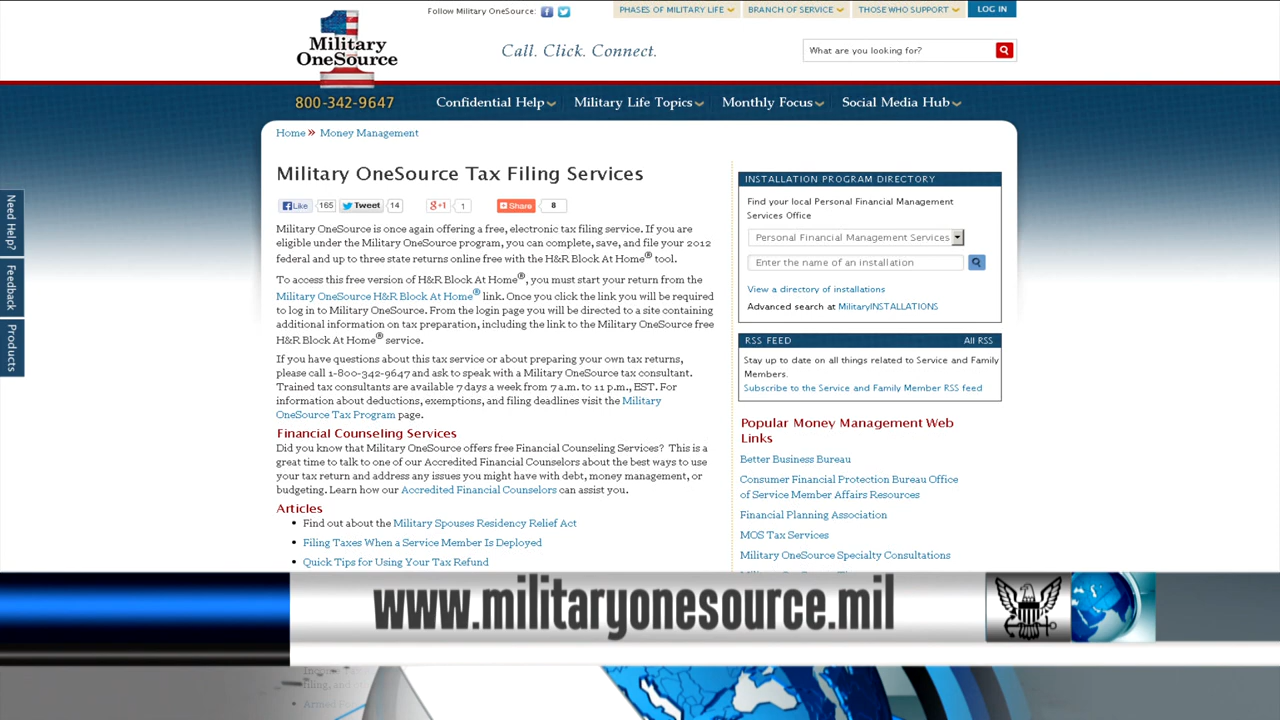 Follow Military OneSource:
PHASES OF MILITARY LIFE
BRANCH OF SERVICE
THOSE WHO SUPPORT
LOG IN
Military
OneSource
Call. Click. Connect.
What are you looking for?
800-342-9647
Confidential Help
Military Life Topics
Monthly Focus
Social Media Hub
Need Help?
Feedback
Products
Home » Money Management
Military OneSource Tax Filing Services
Like 165 Tweet 14 g+1 1 Share 8
Military OneSource is once again offering a free, electronic tax filing service. If you are
eligible under the Military OneSource program, you can complete, save, and file your 2012
federal and up to three state returns online free with the H&R Block At Home® tool.
To access this free version of H&R Block At Home®, you must start your return from the
Military OneSource H&R Block At Home® link. Once you click the link you will be required
to log in to Military OneSource. From the login page you will be directed to a site containing
additional information on tax preparation, including the link to the Military OneSource free
H&R Block At Home® service.
If you have questions about this tax service or about preparing your own tax returns,
please call 1-800-342-9647 and ask to speak with a Military OneSource tax consultant.
Trained tax consultants are available 7 days a week from 7 a.m. to 11 p.m., EST. For
information about deductions, exemptions, and filing deadlines visit the Military
OneSource Tax Program page.
Financial Counseling Services
Did you know that Military OneSource offers free Financial Counseling Services? This is a
great time to talk to one of our Accredited Financial Counselors about the best ways to use
your tax return and address any issues you might have with debt, money management, or
budgeting. Learn how our Accredited Financial Counselors can assist you.
Articles
• Find out about the Military Spouses Residency Relief Act
• Filing Taxes When a Service Member Is Deployed
• Quick Tips for Using Your Tax Refund
INSTALLATION PROGRAM DIRECTORY
Find your local Personal Financial Management
Services Office
Personal Financial Management Services
Enter the name of an installation
View a directory of installations
Advanced search at MilitaryINSTALLATIONS
RSS FEED
All RSS
Stay up to date on all things related to Service and Family
Members.
Subscribe to the Service and Family Member RSS feed
Popular Money Management Web
Links
Better Business Bureau
Consumer Financial Protection Bureau Office
of Service Member Affairs Resources
Financial Planning Association
MOS Tax Services
Military OneSource Specialty Consultations
www.militaryonesource.mil